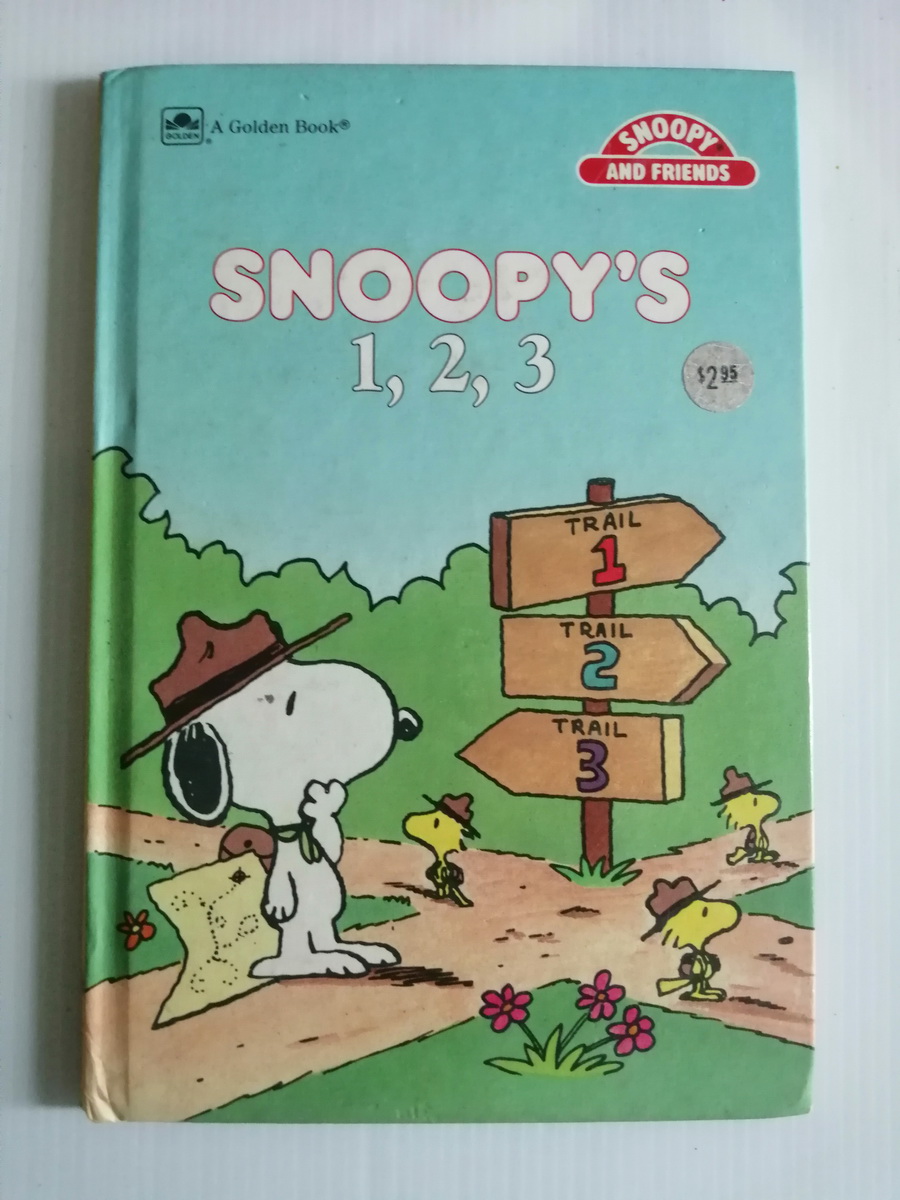 GOLDEN
A Golden Book®
SNOOPY®
AND FRIENDS
SNOOPY'S
1, 2, 3
$2.95
TRAIL
1
TRAIL
2
TRAIL
3